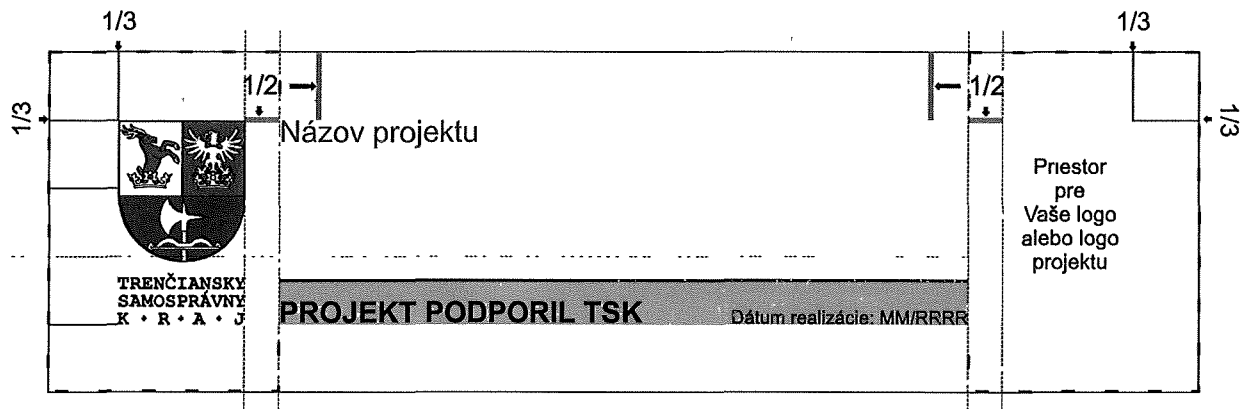 1/3
1/3
1/2
1/2
1/3
1/3
Názov projektu
Priestor
pre
Vaše logo
alebo logo
projektu
TRENČIANSKY
SAMOSPRÁVNY
K • R • A • J
PROJEKT PODPORIL TSK
Dátum realizácie: MM/RRRR